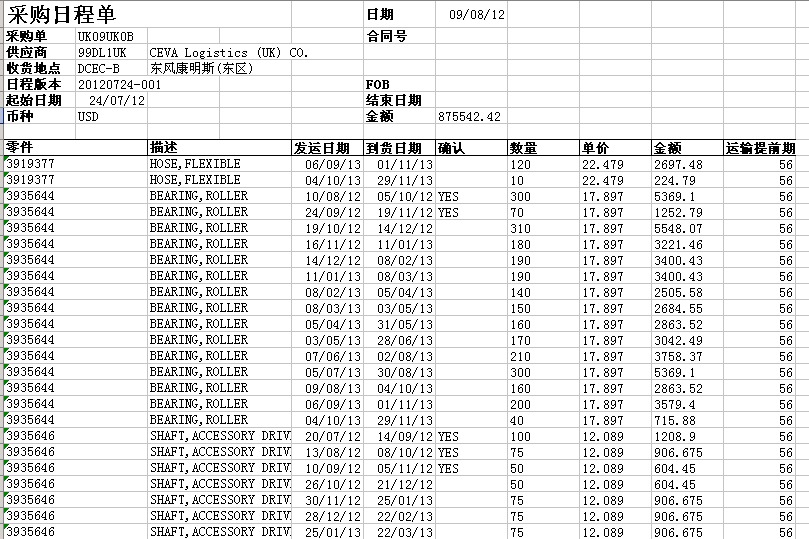 采购日程单 日期 09/08/12
采购单 UK09UK0B 合同号
供应商 99DL1UK CEVA Logistics (UK) CO.
收货地点 DCEC-B 东风康明斯(东区)
日程版本 20120724-001 FOB
起始日期 24/07/12 结束日期
币种 USD 金额 875542.42
零件 描述 发运日期 到货日期 确认 数量 单价 金额 运输提前期
3919377 HOSE,FLEXIBLE 06/09/13 01/11/13 120 22.479 2697.48 56
3919377 HOSE,FLEXIBLE 04/10/13 29/11/13 10 22.479 224.79 56
3935644 BEARING,ROLLER 10/08/12 05/10/12 YES 300 17.897 5369.1 56
3935644 BEARING,ROLLER 24/09/12 19/11/12 YES 70 17.897 1252.79 56
3935644 BEARING,ROLLER 19/10/12 14/12/12 310 17.897 5548.07 56
3935644 BEARING,ROLLER 16/11/12 11/01/13 180 17.897 3221.46 56
3935644 BEARING,ROLLER 14/12/12 08/02/13 190 17.897 3400.43 56
3935644 BEARING,ROLLER 11/01/13 08/03/13 190 17.897 3400.43 56
3935644 BEARING,ROLLER 08/02/13 05/04/13 140 17.897 2505.58 56
3935644 BEARING,ROLLER 08/03/13 03/05/13 150 17.897 2684.55 56
3935644 BEARING,ROLLER 05/04/13 31/05/13 160 17.897 2863.52 56
3935644 BEARING,ROLLER 03/05/13 28/06/13 170 17.897 3042.49 56
3935644 BEARING,ROLLER 07/06/13 02/08/13 210 17.897 3758.37 56
3935644 BEARING,ROLLER 05/07/13 30/08/13 300 17.897 5369.1 56
3935644 BEARING,ROLLER 09/08/13 04/10/13 160 17.897 2863.52 56
3935644 BEARING,ROLLER 06/09/13 01/11/13 200 17.897 3579.4 56
3935644 BEARING,ROLLER 04/10/13 29/11/13 40 17.897 715.88 56
3935646 SHAFT,ACCESSORY DRIV 20/07/12 14/09/12 YES 100 12.089 1208.9 56
3935646 SHAFT,ACCESSORY DRIV 13/08/12 08/10/12 YES 75 12.089 906.675 56
3935646 SHAFT,ACCESSORY DRIV 10/09/12 05/11/12 YES 50 12.089 604.45 56
3935646 SHAFT,ACCESSORY DRIV 26/10/12 21/12/12 50 12.089 604.45 56
3935646 SHAFT,ACCESSORY DRIV 30/11/12 25/01/13 75 12.089 906.675 56
3935646 SHAFT,ACCESSORY DRIV 28/12/12 22/02/13 75 12.089 906.675 56
3935646 SHAFT,ACCESSORY DRIV 25/01/13 22/03/13 75 12.089 906.675 56